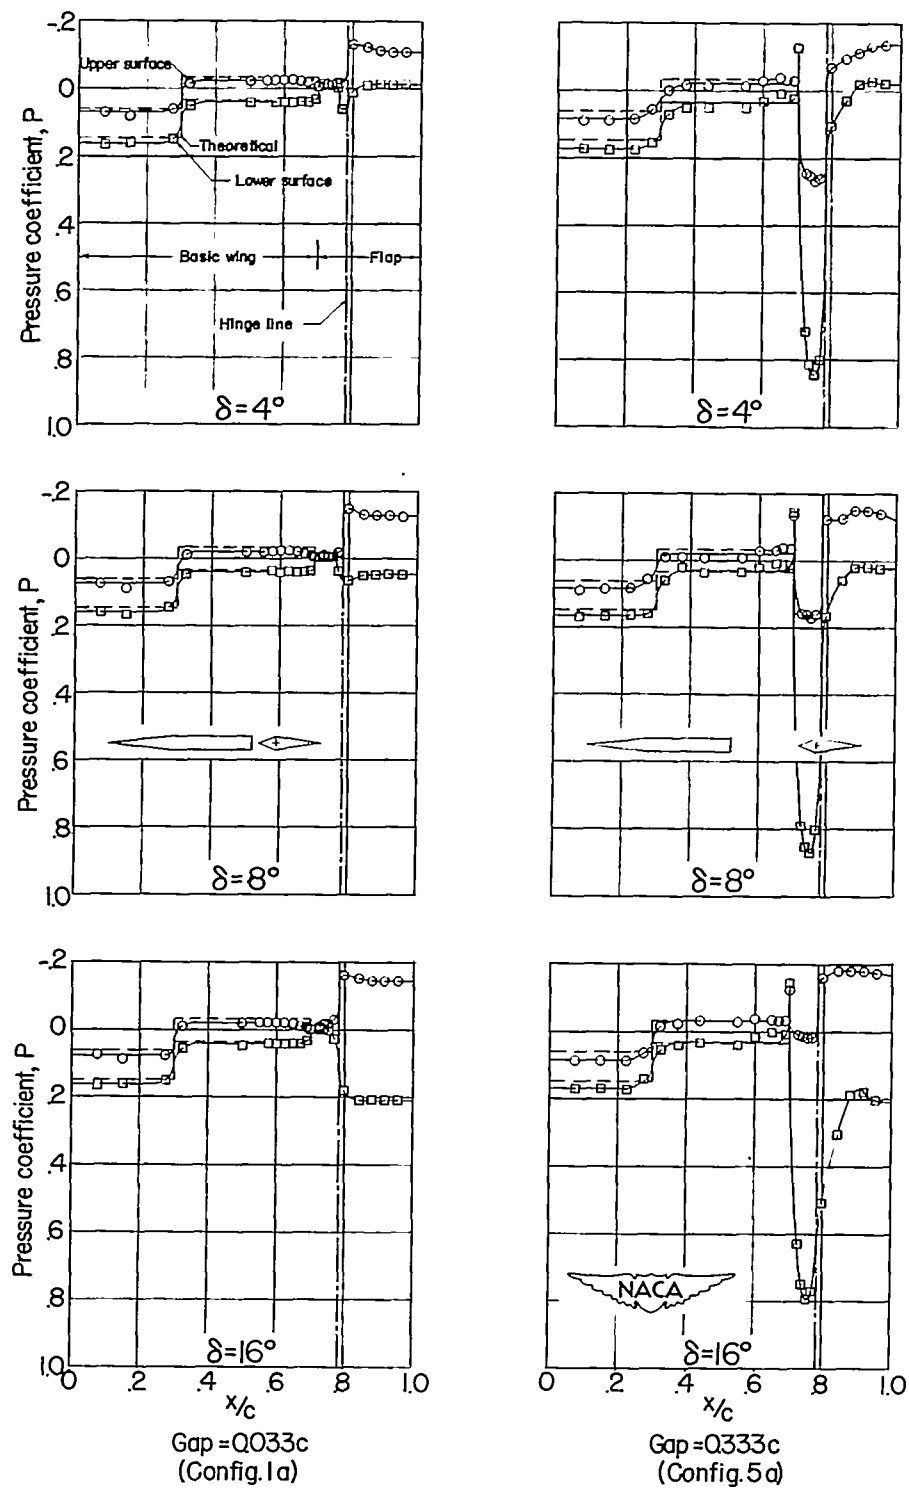 -.2
0
.2
.4
.6
.8
1.0
Pressure coefficient, P
Upper surface
Theoretical
Lower surface
Basic wing
Flap
Hinge line
δ=4°
δ=4°
-.2
0
.2
.4
.6
.8
1.0
Pressure coefficient, P
δ=8°
δ=8°
-.2
0
.2
.4
.6
.8
1.0
Pressure coefficient, P
δ=16°
NACA
δ=16°
0 .2 .4 .6 .8 1.0
0 .2 .4 .6 .8 1.0
x/c
x/c
Gap=0.033c
(Config.1a)
Gap=0.333c
(Config.5a)